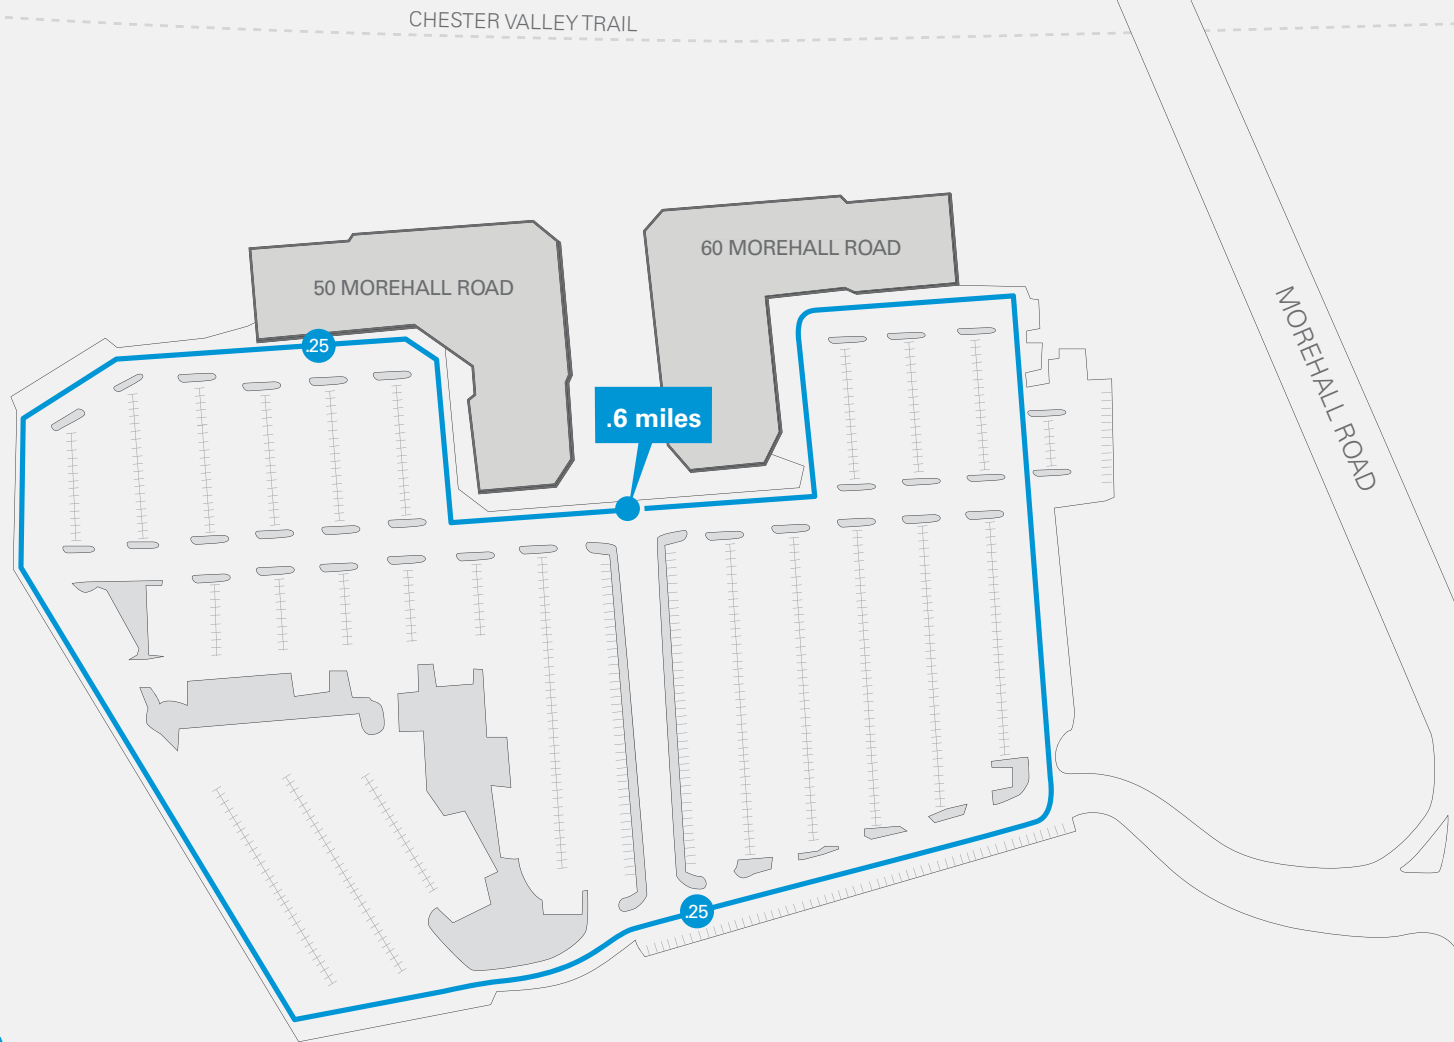 CHESTER VALLEY TRAIL
60 MOREHALL ROAD
50 MOREHALL ROAD
MOREHALL ROAD
.25
.6 miles
.25